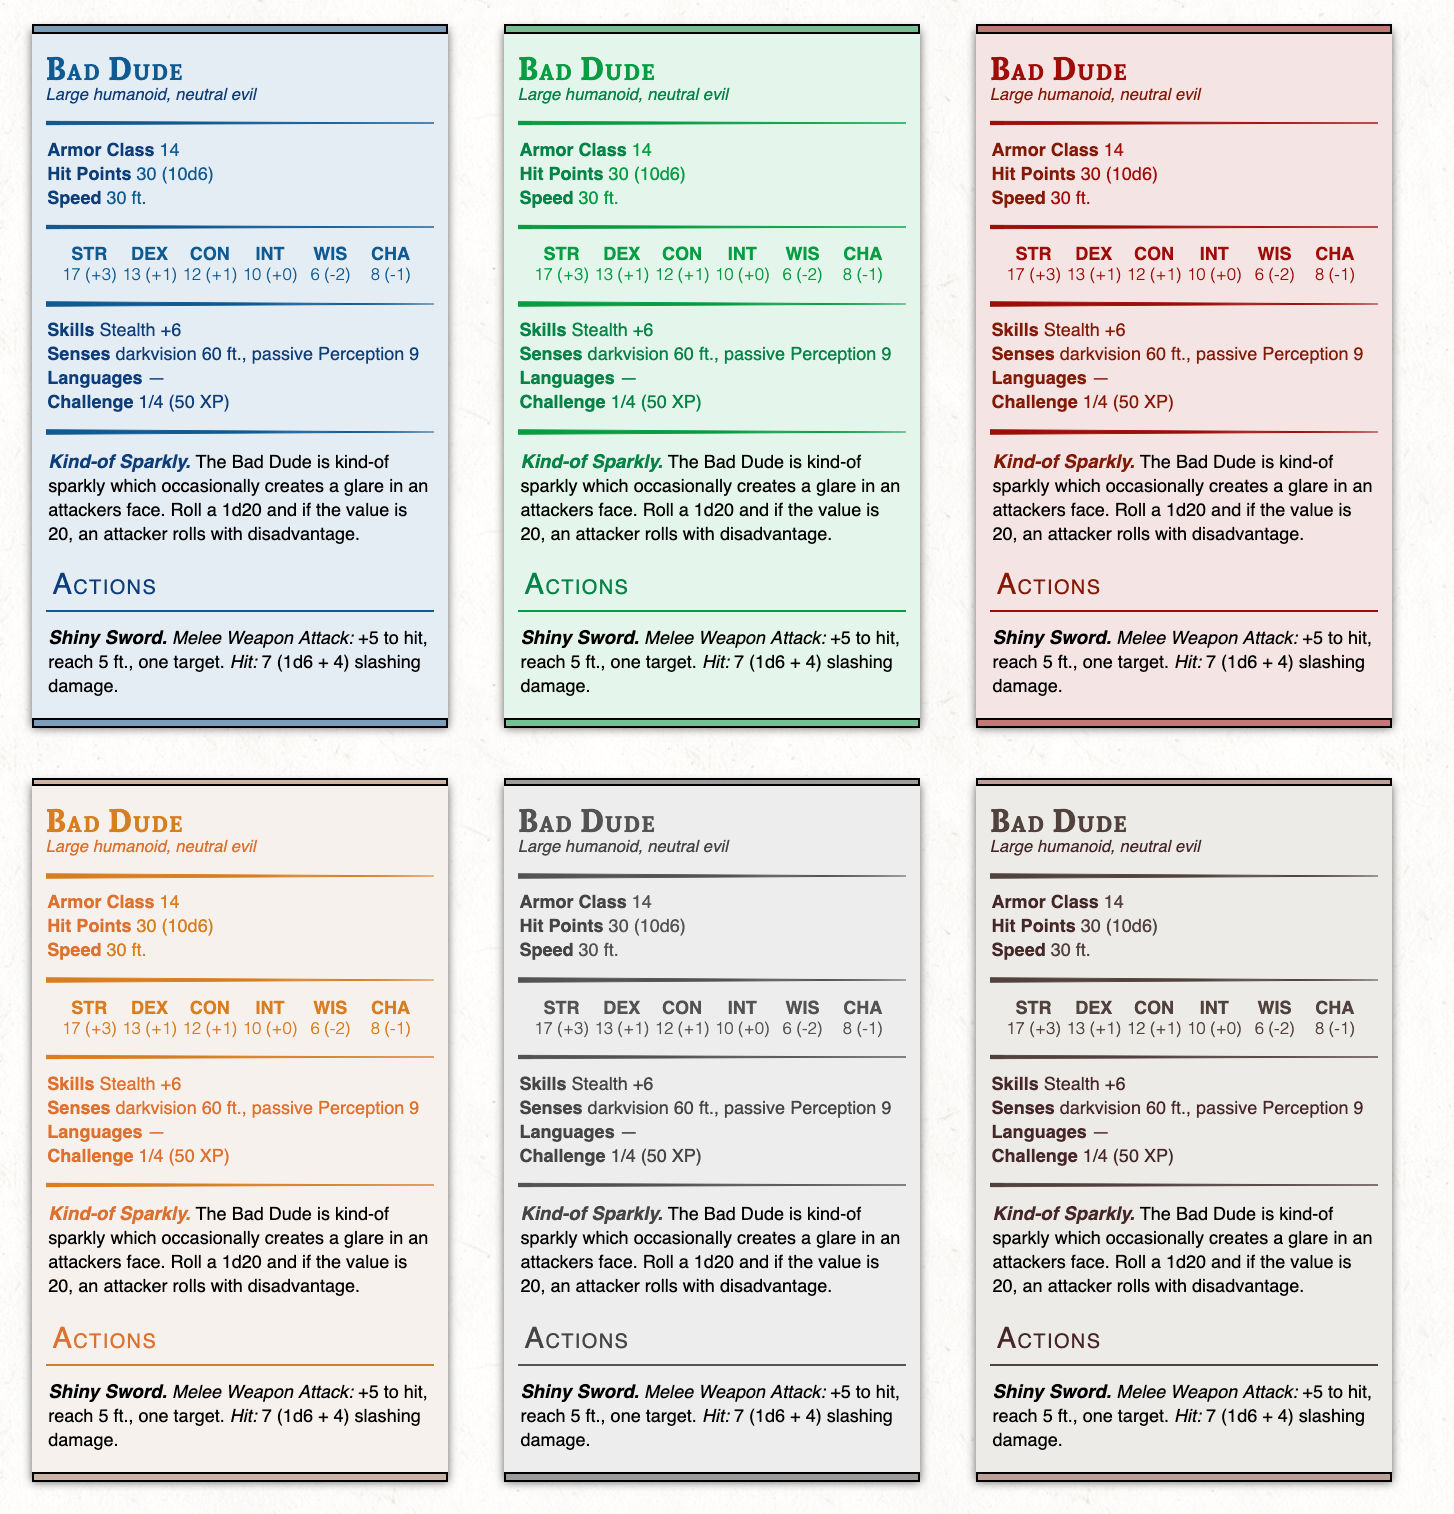 Bad Dude
Large humanoid, neutral evil
Armor Class 14
Hit Points 30 (10d6)
Speed 30 ft.
STR DEX CON INT WIS CHA
17 (+3) 13 (+1) 12 (+1) 10 (+0) 6 (-2) 8 (-1)
Skills Stealth +6
Senses darkvision 60 ft., passive Perception 9
Languages —
Challenge 1/4 (50 XP)
Kind-of Sparkly. The Bad Dude is kind-of
sparkly which occasionally creates a glare in an
attackers face. Roll a 1d20 and if the value is
20, an attacker rolls with disadvantage.
Actions
Shiny Sword. Melee Weapon Attack: +5 to hit,
reach 5 ft., one target. Hit: 7 (1d6 + 4) slashing
damage.
Bad Dude
Large humanoid, neutral evil
Armor Class 14
Hit Points 30 (10d6)
Speed 30 ft.
STR DEX CON INT WIS CHA
17 (+3) 13 (+1) 12 (+1) 10 (+0) 6 (-2) 8 (-1)
Skills Stealth +6
Senses darkvision 60 ft., passive Perception 9
Languages —
Challenge 1/4 (50 XP)
Kind-of Sparkly. The Bad Dude is kind-of
sparkly which occasionally creates a glare in an
attackers face. Roll a 1d20 and if the value is
20, an attacker rolls with disadvantage.
Actions
Shiny Sword. Melee Weapon Attack: +5 to hit,
reach 5 ft., one target. Hit: 7 (1d6 + 4) slashing
damage.
Bad Dude
Large humanoid, neutral evil
Armor Class 14
Hit Points 30 (10d6)
Speed 30 ft.
STR DEX CON INT WIS CHA
17 (+3) 13 (+1) 12 (+1) 10 (+0) 6 (-2) 8 (-1)
Skills Stealth +6
Senses darkvision 60 ft., passive Perception 9
Languages —
Challenge 1/4 (50 XP)
Kind-of Sparkly. The Bad Dude is kind-of
sparkly which occasionally creates a glare in an
attackers face. Roll a 1d20 and if the value is
20, an attacker rolls with disadvantage.
Actions
Shiny Sword. Melee Weapon Attack: +5 to hit,
reach 5 ft., one target. Hit: 7 (1d6 + 4) slashing
damage.
Bad Dude
Large humanoid, neutral evil
Armor Class 14
Hit Points 30 (10d6)
Speed 30 ft.
STR DEX CON INT WIS CHA
17 (+3) 13 (+1) 12 (+1) 10 (+0) 6 (-2) 8 (-1)
Skills Stealth +6
Senses darkvision 60 ft., passive Perception 9
Languages —
Challenge 1/4 (50 XP)
Kind-of Sparkly. The Bad Dude is kind-of
sparkly which occasionally creates a glare in an
attackers face. Roll a 1d20 and if the value is
20, an attacker rolls with disadvantage.
Actions
Shiny Sword. Melee Weapon Attack: +5 to hit,
reach 5 ft., one target. Hit: 7 (1d6 + 4) slashing
damage.
Bad Dude
Large humanoid, neutral evil
Armor Class 14
Hit Points 30 (10d6)
Speed 30 ft.
STR DEX CON INT WIS CHA
17 (+3) 13 (+1) 12 (+1) 10 (+0) 6 (-2) 8 (-1)
Skills Stealth +6
Senses darkvision 60 ft., passive Perception 9
Languages —
Challenge 1/4 (50 XP)
Kind-of Sparkly. The Bad Dude is kind-of
sparkly which occasionally creates a glare in an
attackers face. Roll a 1d20 and if the value is
20, an attacker rolls with disadvantage.
Actions
Shiny Sword. Melee Weapon Attack: +5 to hit,
reach 5 ft., one target. Hit: 7 (1d6 + 4) slashing
damage.
Bad Dude
Large humanoid, neutral evil
Armor Class 14
Hit Points 30 (10d6)
Speed 30 ft.
STR DEX CON INT WIS CHA
17 (+3) 13 (+1) 12 (+1) 10 (+0) 6 (-2) 8 (-1)
Skills Stealth +6
Senses darkvision 60 ft., passive Perception 9
Languages —
Challenge 1/4 (50 XP)
Kind-of Sparkly. The Bad Dude is kind-of
sparkly which occasionally creates a glare in an
attackers face. Roll a 1d20 and if the value is
20, an attacker rolls with disadvantage.
Actions
Shiny Sword. Melee Weapon Attack: +5 to hit,
reach 5 ft., one target. Hit: 7 (1d6 + 4) slashing
damage.